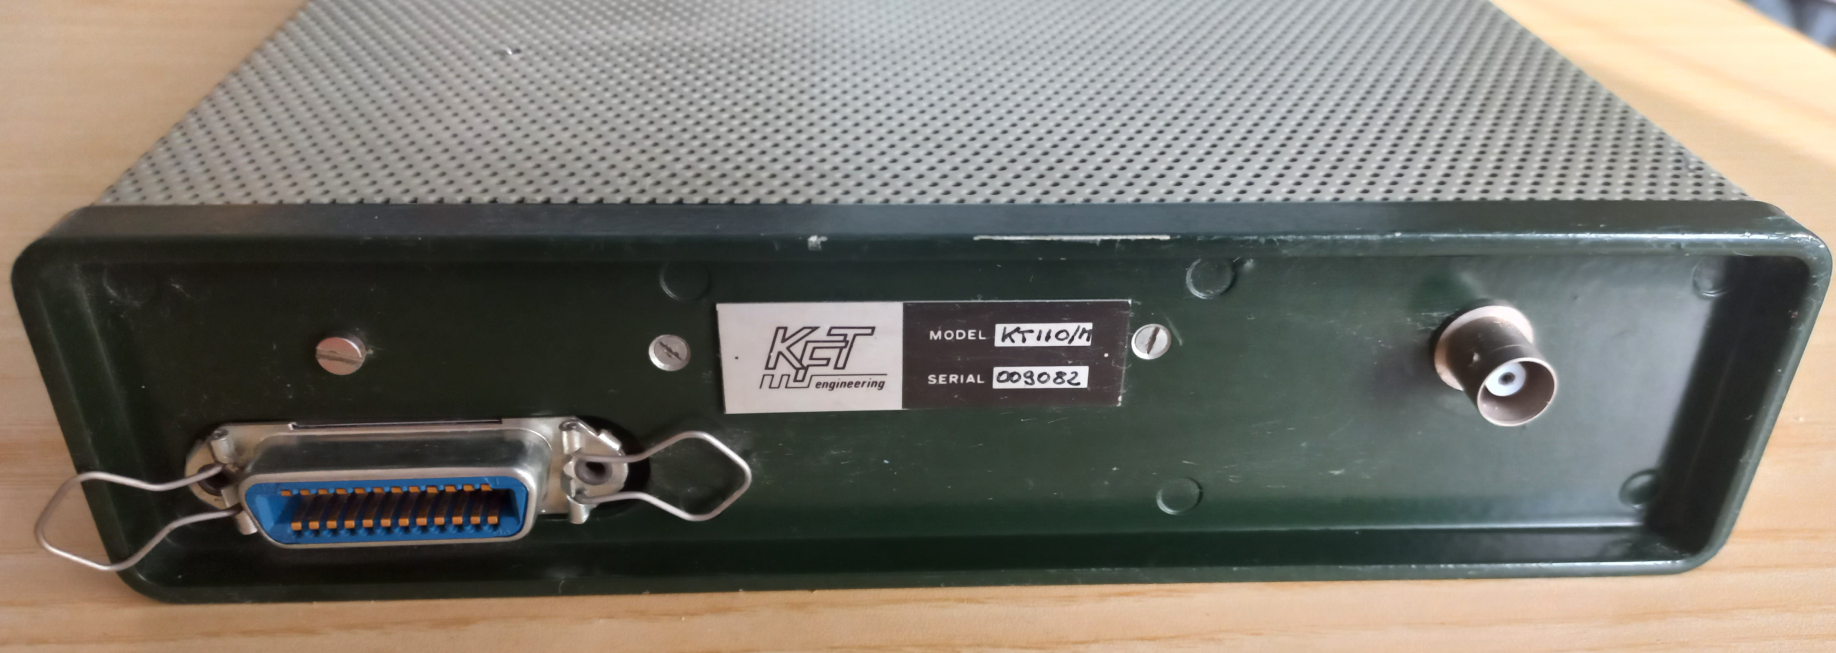 KFT
engineering
MODEL KT110/M
SERIAL 009082